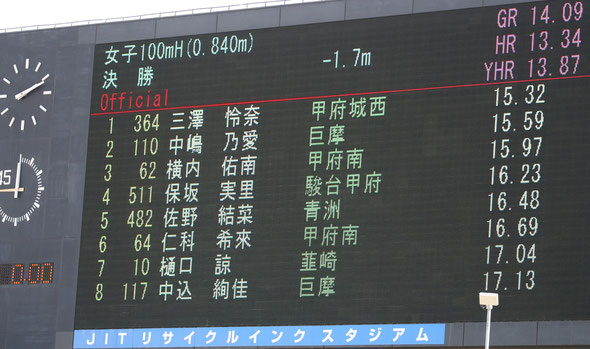 女子100mH(0.840m) GR 14.09
決 勝 -1.7m HR 13.34
Official YHR 13.87
1 364 三澤 怜奈 甲府城西 15.32
2 110 中嶋 乃愛 巨摩 15.59
3 62 横内 佑南 甲府南 15.97
4 511 保坂 実里 駿台甲府 16.23
5 482 佐野 結菜 青洲 16.48
6 64 仁科 希來 甲府南 16.69
7 10 樋口 諒 韮崎 17.04
8 117 中込 絢佳 巨摩 17.13
45
0.00
JITリサイクルインクスタジアム